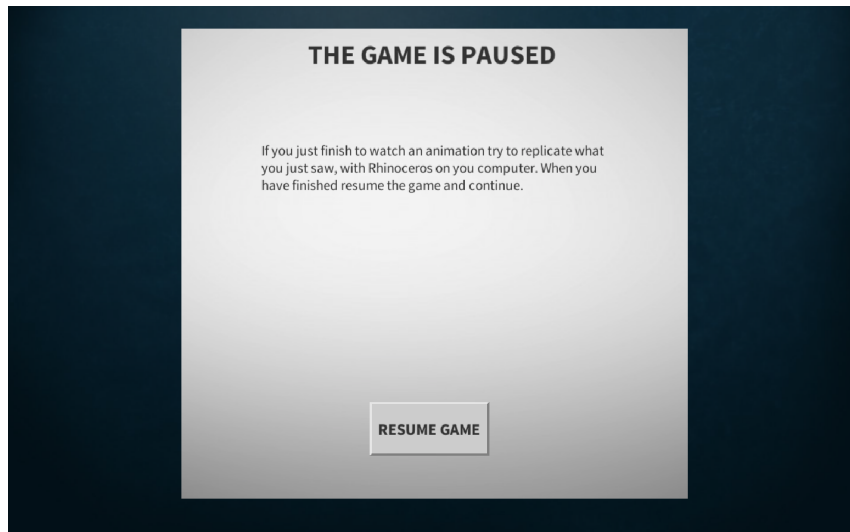 THE GAME IS PAUSED
If you just finish to watch an animation try to replicate what
you just saw, with Rhinoceros on you computer. When you
have finished resume the game and continue.
RESUME GAME